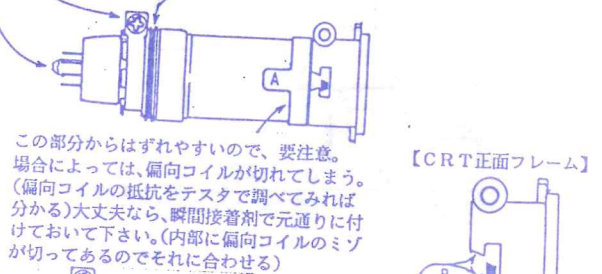 A
この部分からはずれやすいので、要注意。
場合によっては、偏向コイルが切れてしまう。
(偏向コイルの抵抗をテスタで調べてみれば
分かる)大丈夫なら、瞬間接着剤で元通りに付
けておいて下さい。(内部に偏向コイルのミゾ
が切ってあるのでそれに合わせる)
【CRT正面フレーム】